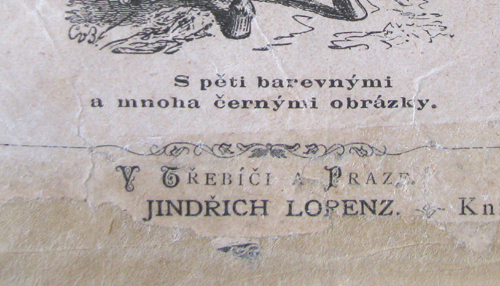 S pěti barevnými
a mnoha černými obrázky.
V Třebíči a Praze.
JINDŘICH LORENZ. Kn